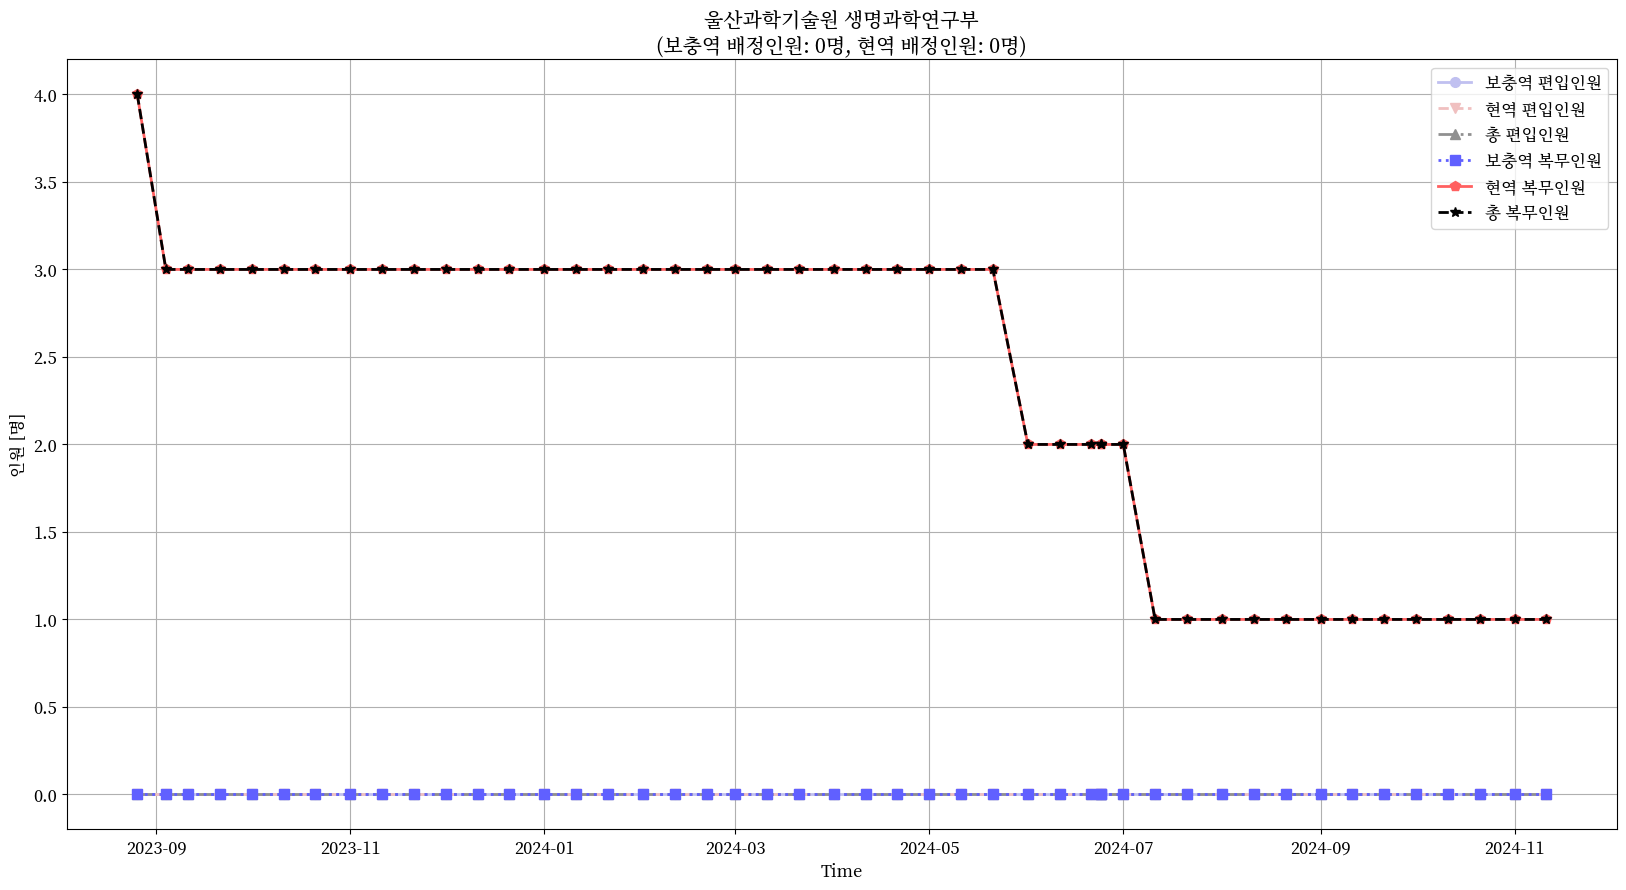 울산과학기술원 생명과학연구부
(보충역 배정인원: 0명, 현역 배정인원: 0명)
보충역 편입인원
현역 편입인원
총 편입인원
보충역 복무인원
현역 복무인원
총 복무인원
인원 [명]
4.0
3.5
3.0
2.5
2.0
1.5
1.0
0.5
0.0
2023-09
2023-11
2024-01
2024-03
2024-05
2024-07
2024-09
2024-11
Time